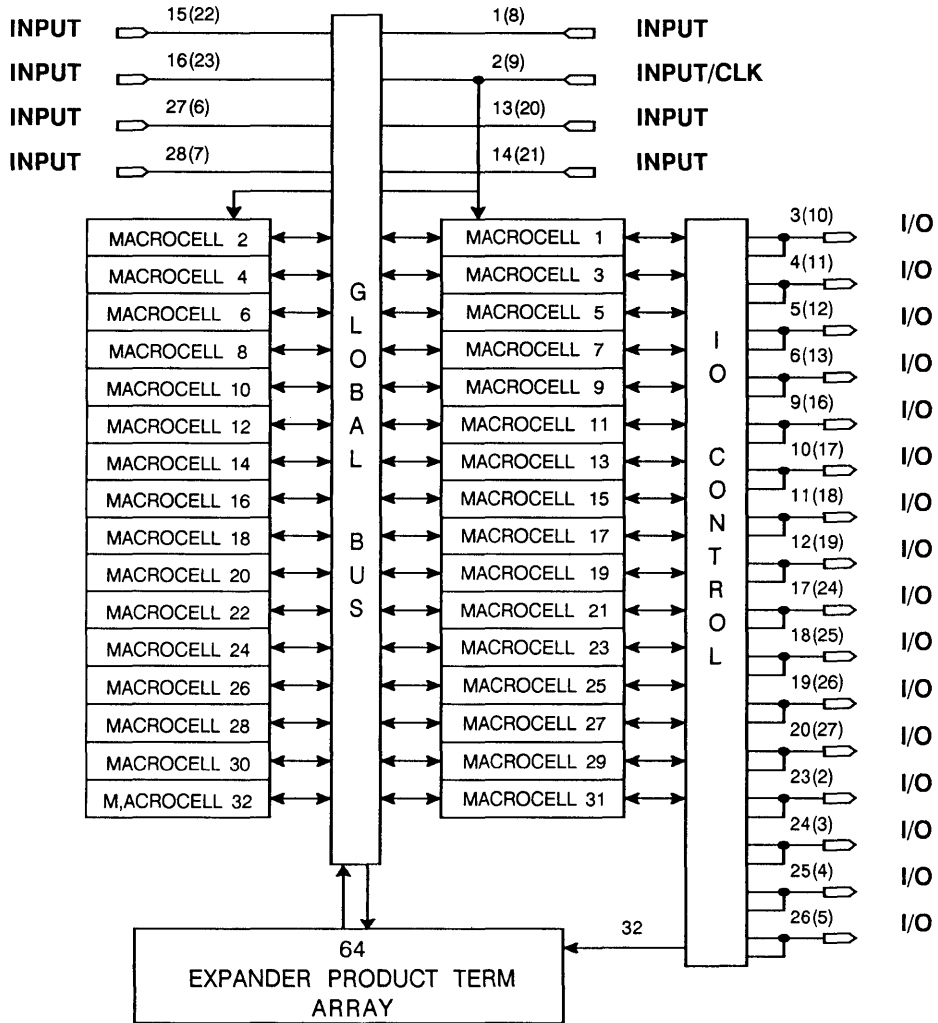 INPUT 15(22) 1(8) INPUT
INPUT 16(23) 2(9) INPUT/CLK
INPUT 27(6) 13(20) INPUT
INPUT 28(7) 14(21) INPUT
MACROCELL 2 MACROCELL 1 3(10) I/O
MACROCELL 4 MACROCELL 3 4(11) I/O
MACROCELL 6 MACROCELL 5 5(12) I/O
MACROCELL 8 MACROCELL 7 6(13) I/O
MACROCELL 10 MACROCELL 9 9(16) I/O
MACROCELL 12 MACROCELL 11 10(17) I/O
MACROCELL 14 MACROCELL 13 11(18) I/O
MACROCELL 16 MACROCELL 15 12(19) I/O
MACROCELL 18 MACROCELL 17 17(24) I/O
MACROCELL 20 MACROCELL 19 18(25) I/O
MACROCELL 22 MACROCELL 21 19(26) I/O
MACROCELL 24 MACROCELL 23 20(27) I/O
MACROCELL 26 MACROCELL 25 23(2) I/O
MACROCELL 28 MACROCELL 27 24(3) I/O
MACROCELL 30 MACROCELL 29 25(4) I/O
M,ACROCELL 32 MACROCELL 31 26(5) I/O
GLOBAL BUS
IO CONTROL
32
64
EXPANDER PRODUCT TERM
ARRAY